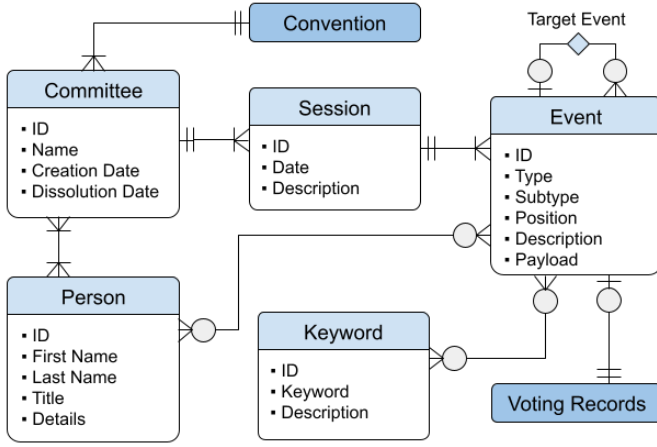 Convention
Target Event
Committee
▪ ID
▪ Name
▪ Creation Date
▪ Dissolution Date
Session
▪ ID
▪ Date
▪ Description
Event
▪ ID
▪ Type
▪ Subtype
▪ Position
▪ Description
▪ Payload
Person
▪ ID
▪ First Name
▪ Last Name
▪ Title
▪ Details
Keyword
▪ ID
▪ Keyword
▪ Description
Voting Records